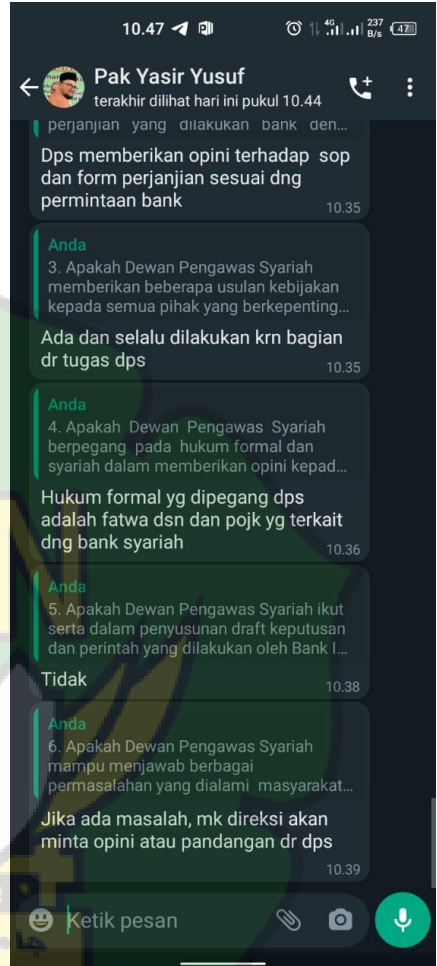 10.47
4G
237
B/s
47
Pak Yasir Yusuf
terakhir dilihat hari ini pukul 10.44
perjanjian yang dilakukan bank den...
Dps memberikan opini terhadap sop
dan form perjanjian sesuai dng
permintaan bank
10.35
Anda
3. Apakah Dewan Pengawas Syariah
memberikan beberapa usulan kebijakan
kepada semua pihak yang berkepenting...
Ada dan selalu dilakukan krn bagian
dr tugas dps
10.35
Anda
4. Apakah Dewan Pengawas Syariah
berpegang pada hukum formal dan
syariah dalam memberikan opini kepad...
Hukum formal yg dipegang dps
adalah fatwa dsn dan pojk yg terkait
dng bank syariah
10.36
Anda
5. Apakah Dewan Pengawas Syariah ikut
serta dalam penyusunan draft keputusan
dan perintah yang dilakukan oleh Bank I...
Tidak
10.38
Anda
6. Apakah Dewan Pengawas Syariah
mampu menjawab berbagai
permasalahan yang dialami masyarakat...
Jika ada masalah, mk direksi akan
minta opini atau pandangan dr dps
10.39
Ketik pesan